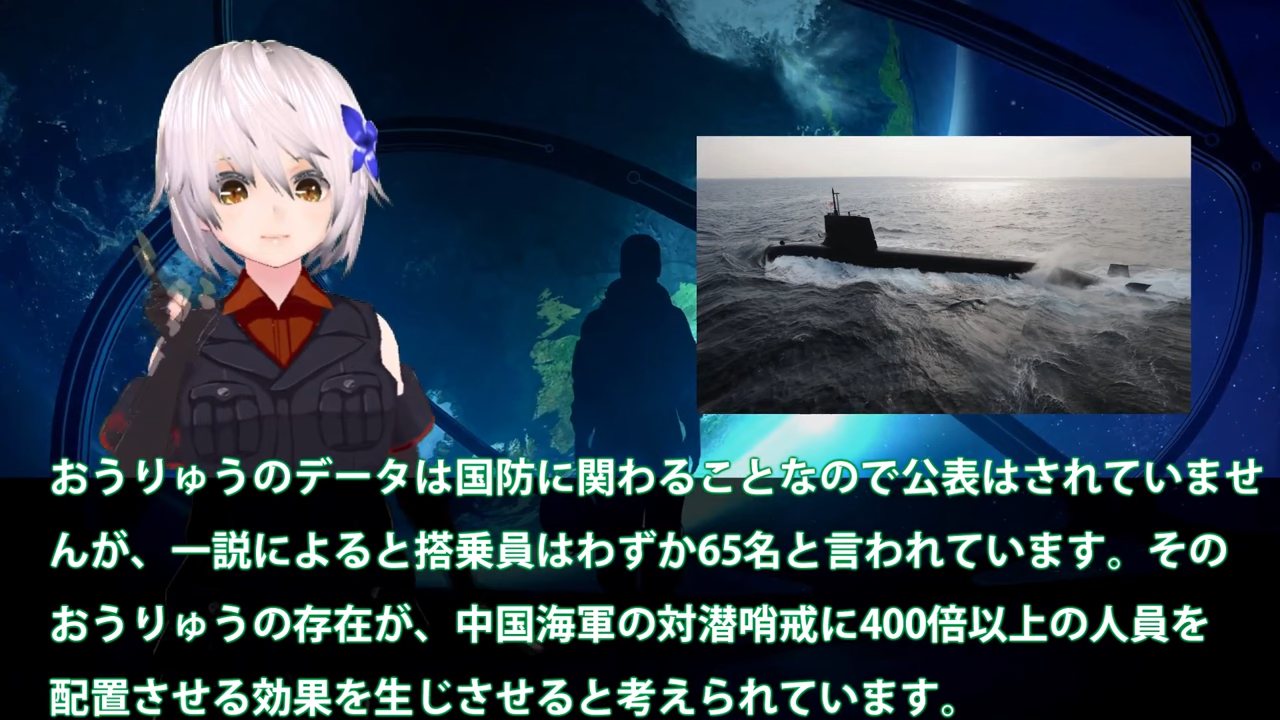 おうりゅうのデータは国防に関わることなので公表はされていませ
んが、一説によると搭乗員はわずか65名と言われています。その
おうりゅうの存在が、中国海軍の対潜哨戒に400倍以上の人員を
配置させる効果を生じさせると考えられています。